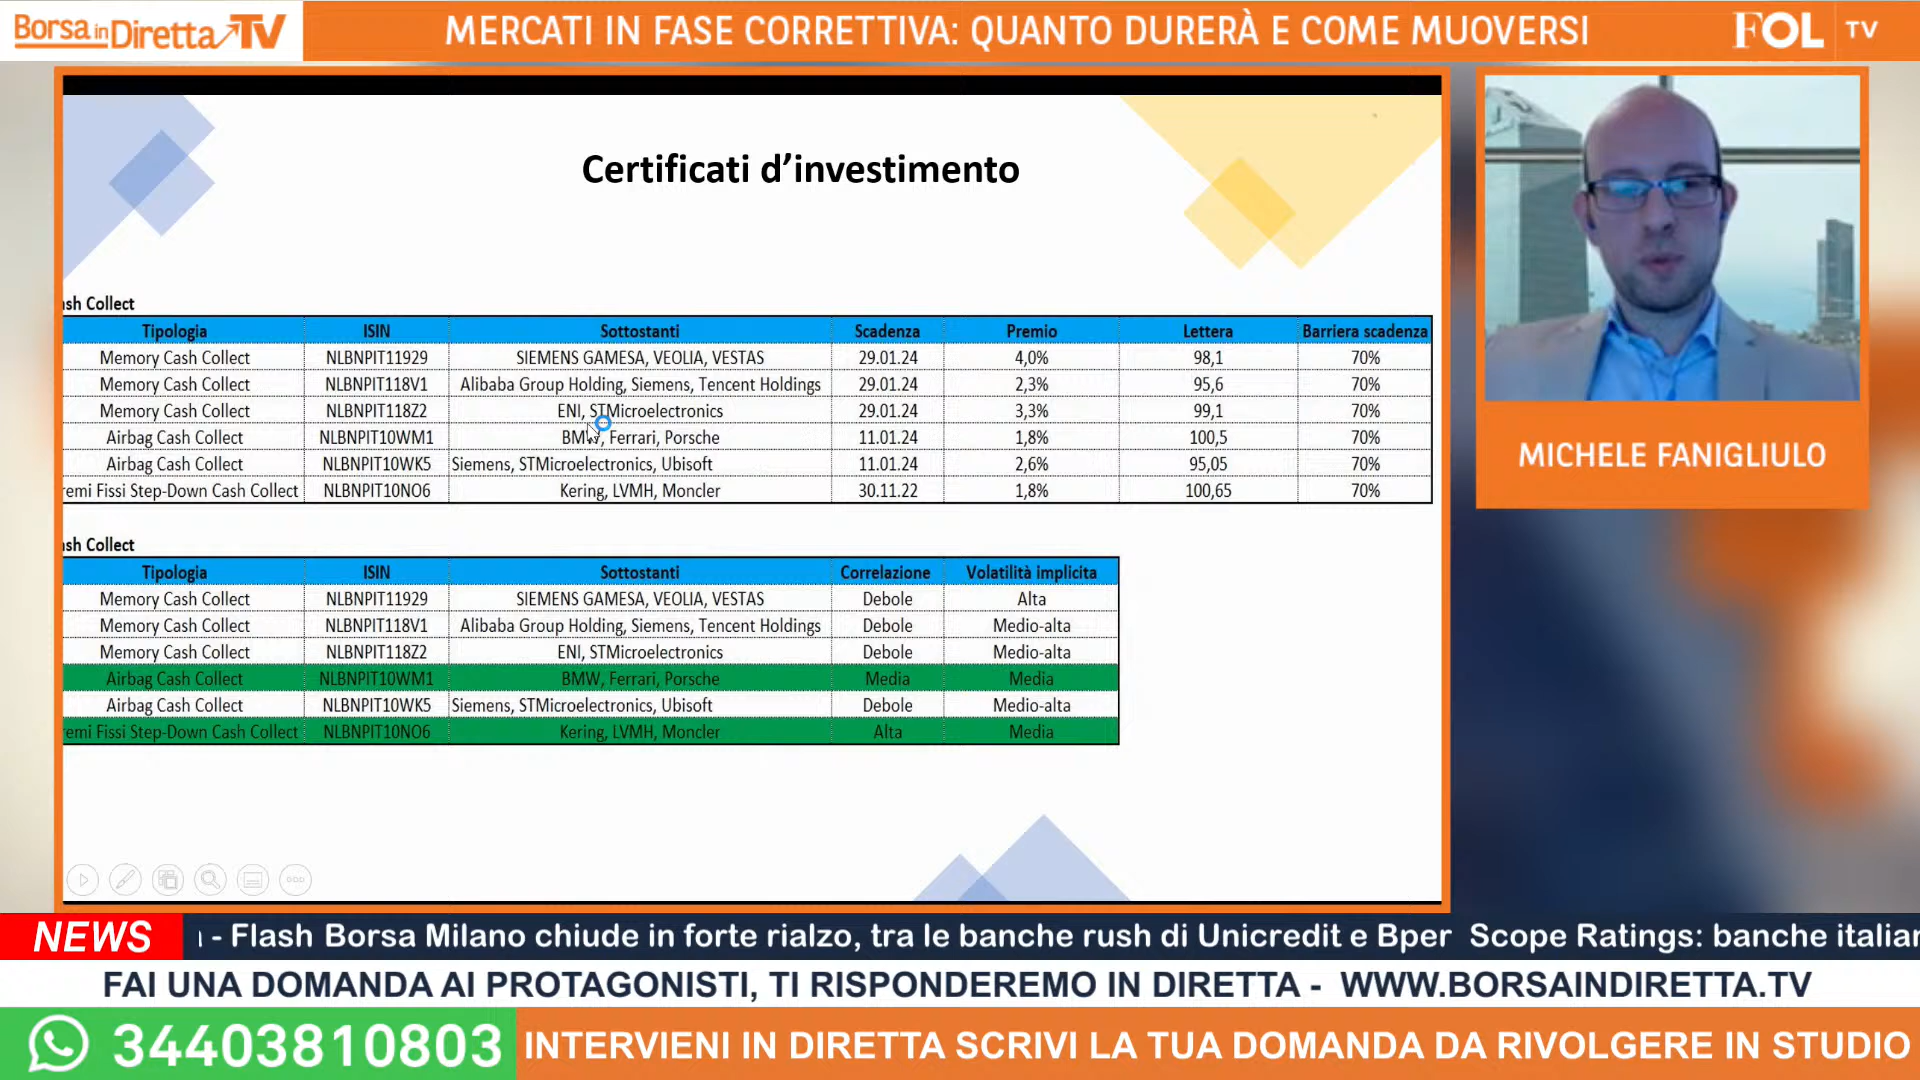 Borsa in Diretta TV
MERCATI IN FASE CORRETTIVA: QUANTO DURERÀ E COME MUOVERSI
FOL TV
Certificati d’investimento
ash Collect
Tipologia ISIN Sottostanti Scadenza Premio Lettera Barriera scadenza
Memory Cash Collect NLBNPIT11929 SIEMENS GAMESA, VEOLIA, VESTAS 29.01.24 4,0% 98,1 70%
Memory Cash Collect NLBNPIT118V1 Alibaba Group Holding, Siemens, Tencent Holdings 29.01.24 2,3% 95,6 70%
Memory Cash Collect NLBNPIT118Z2 ENI, STMicroelectronics 29.01.24 3,3% 99,1 70%
Airbag Cash Collect NLBNPIT10WM1 BMW, Ferrari, Porsche 11.01.24 1,8% 100,5 70%
Airbag Cash Collect NLBNPIT10WK5 Siemens, STMicroelectronics, Ubisoft 11.01.24 2,6% 95,05 70%
remi Fissi Step-Down Cash Collect NLBNPIT10NO6 Kering, LVMH, Moncler 30.11.22 1,8% 100,65 70%
ash Collect
Tipologia ISIN Sottostanti Correlazione Volatilità implicita
Memory Cash Collect NLBNPIT11929 SIEMENS GAMESA, VEOLIA, VESTAS Debole Alta
Memory Cash Collect NLBNPIT118V1 Alibaba Group Holding, Siemens, Tencent Holdings Debole Medio-alta
Memory Cash Collect NLBNPIT118Z2 ENI, STMicroelectronics Debole Medio-alta
Airbag Cash Collect NLBNPIT10WM1 BMW, Ferrari, Porsche Media Media
Airbag Cash Collect NLBNPIT10WK5 Siemens, STMicroelectronics, Ubisoft Debole Medio-alta
remi Fissi Step-Down Cash Collect NLBNPIT10NO6 Kering, LVMH, Moncler Alta Media
MICHELE FANIGLIULO
NEWS - Flash Borsa Milano chiude in forte rialzo, tra le banche rush di Unicredit e Bper Scope Ratings: banche italian
FAI UNA DOMANDA AI PROTAGONISTI, TI RISPONDEREMO IN DIRETTA - WWW.BORSAINDIRETTA.TV
34403810803 INTERVIENI IN DIRETTA SCRIVI LA TUA DOMANDA DA RIVOLGERE IN STUDIO